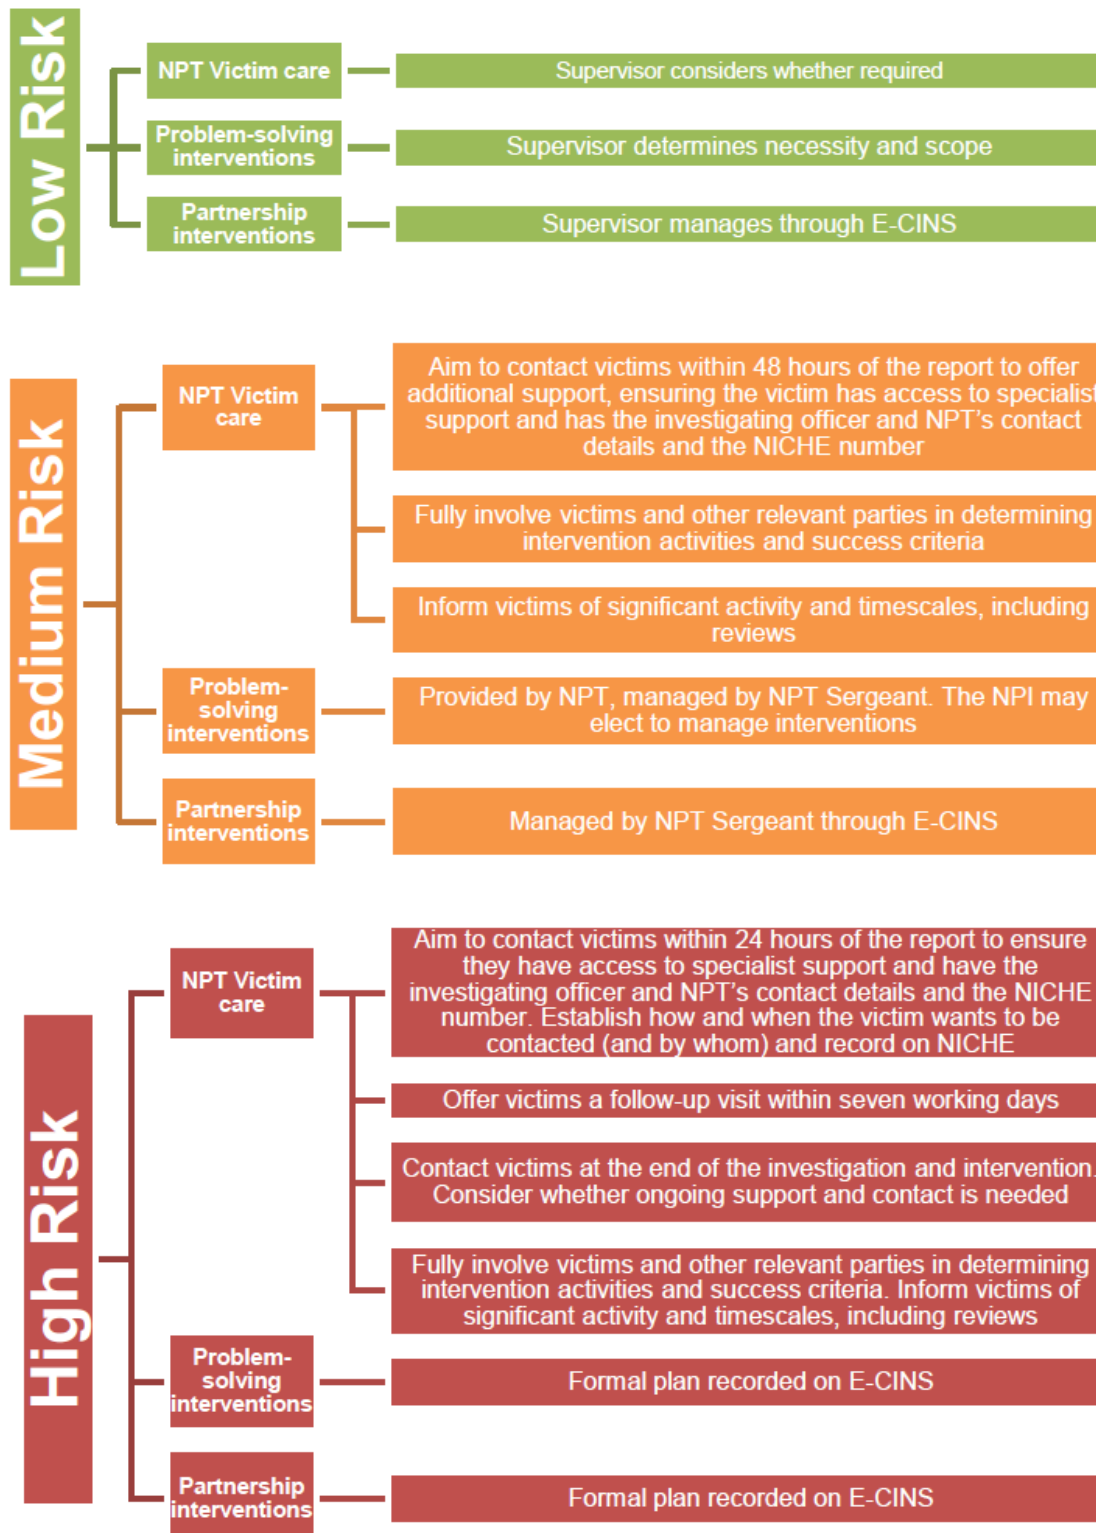 Low Risk
NPT Victim care
Supervisor considers whether required
Problem-solving
interventions
Supervisor determines necessity and scope
Partnership
interventions
Supervisor manages through E-CINS
Medium Risk
NPT Victim
care
Aim to contact victims within 48 hours of the report to offer
additional support, ensuring the victim has access to specialist
support and has the investigating officer and NPT's contact
details and the NICHE number
Fully involve victims and other relevant parties in determining
intervention activities and success criteria
Inform victims of significant activity and timescales, including
reviews
Problem-
solving
interventions
Provided by NPT, managed by NPT Sergeant. The NPI may
elect to manage interventions
Partnership
interventions
Managed by NPT Sergeant through E-CINS
High Risk
NPT Victim
care
Aim to contact victims within 24 hours of the report to ensure
they have access to specialist support and have the
investigating officer and NPT's contact details and the NICHE
number. Establish how and when the victim wants to be
contacted (and by whom) and record on NICHE
Offer victims a follow-up visit within seven working days
Contact victims at the end of the investigation and intervention.
Consider whether ongoing support and contact is needed
Fully involve victims and other relevant parties in determining
intervention activities and success criteria. Inform victims of
significant activity and timescales, including reviews
Problem-
solving
interventions
Formal plan recorded on E-CINS
Partnership
interventions
Formal plan recorded on E-CINS